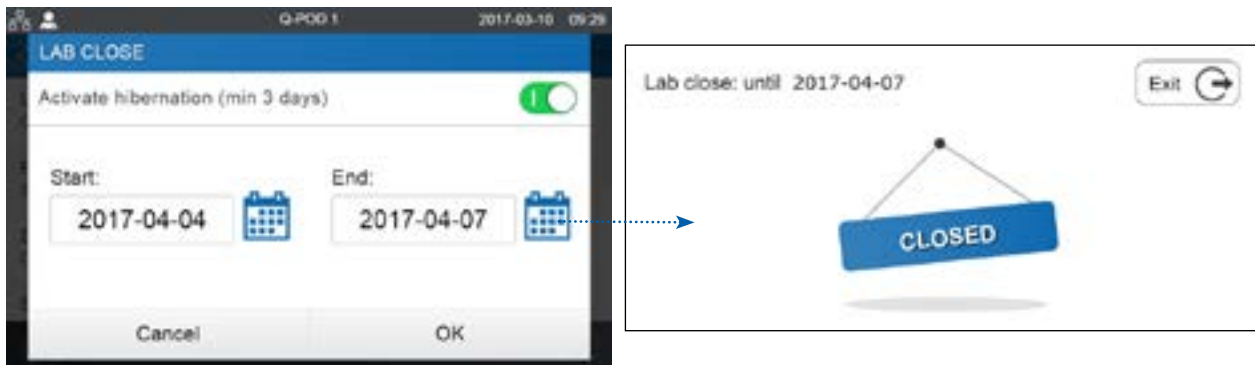 Q-POD 1 2017-03-10 09:29
LAB CLOSE
Activate hibernation (min 3 days)
Start: End:
2017-04-04 2017-04-07
Cancel OK
Lab close: until 2017-04-07
Exit
CLOSED